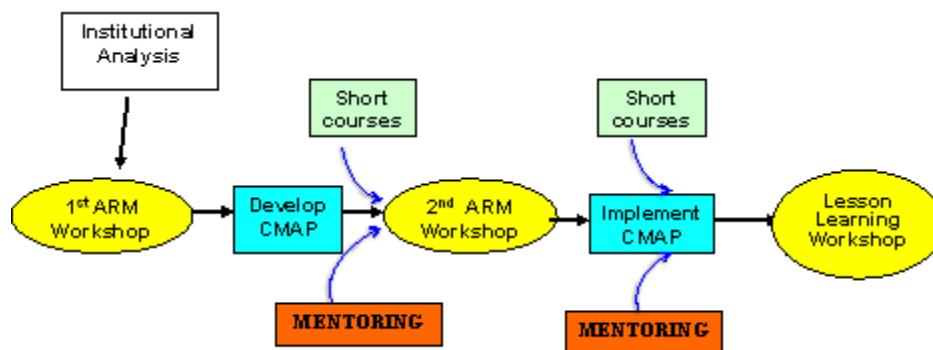 Institutional
Analysis
Short
courses
Short
courses
1st ARM
Workshop
Develop
CMAP
2nd ARM
Workshop
Implement
CMAP
Lesson
Learning
Workshop
MENTORING
MENTORING